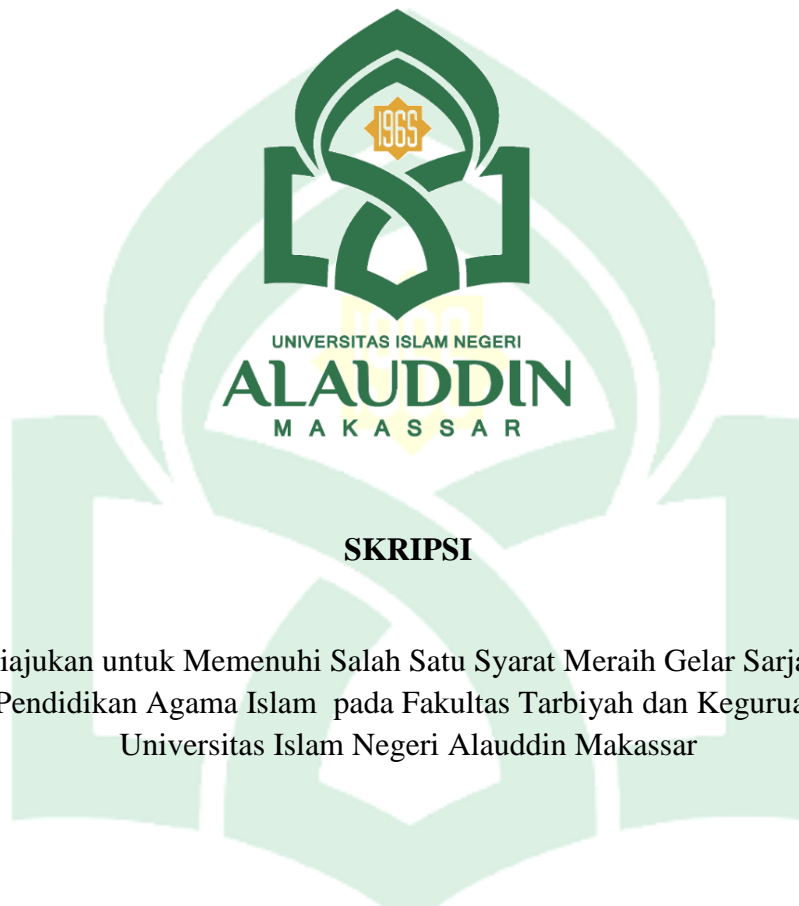 1965
UNIVERSITAS ISLAM NEGERI
ALAUDDIN
MAKASSAR
SKRIPSI
iajukan untuk Memenuhi Salah Satu Syarat Meraih Gelar Sarja
Pendidikan Agama Islam pada Fakultas Tarbiyah dan Kegurua
Universitas Islam Negeri Alauddin Makassar